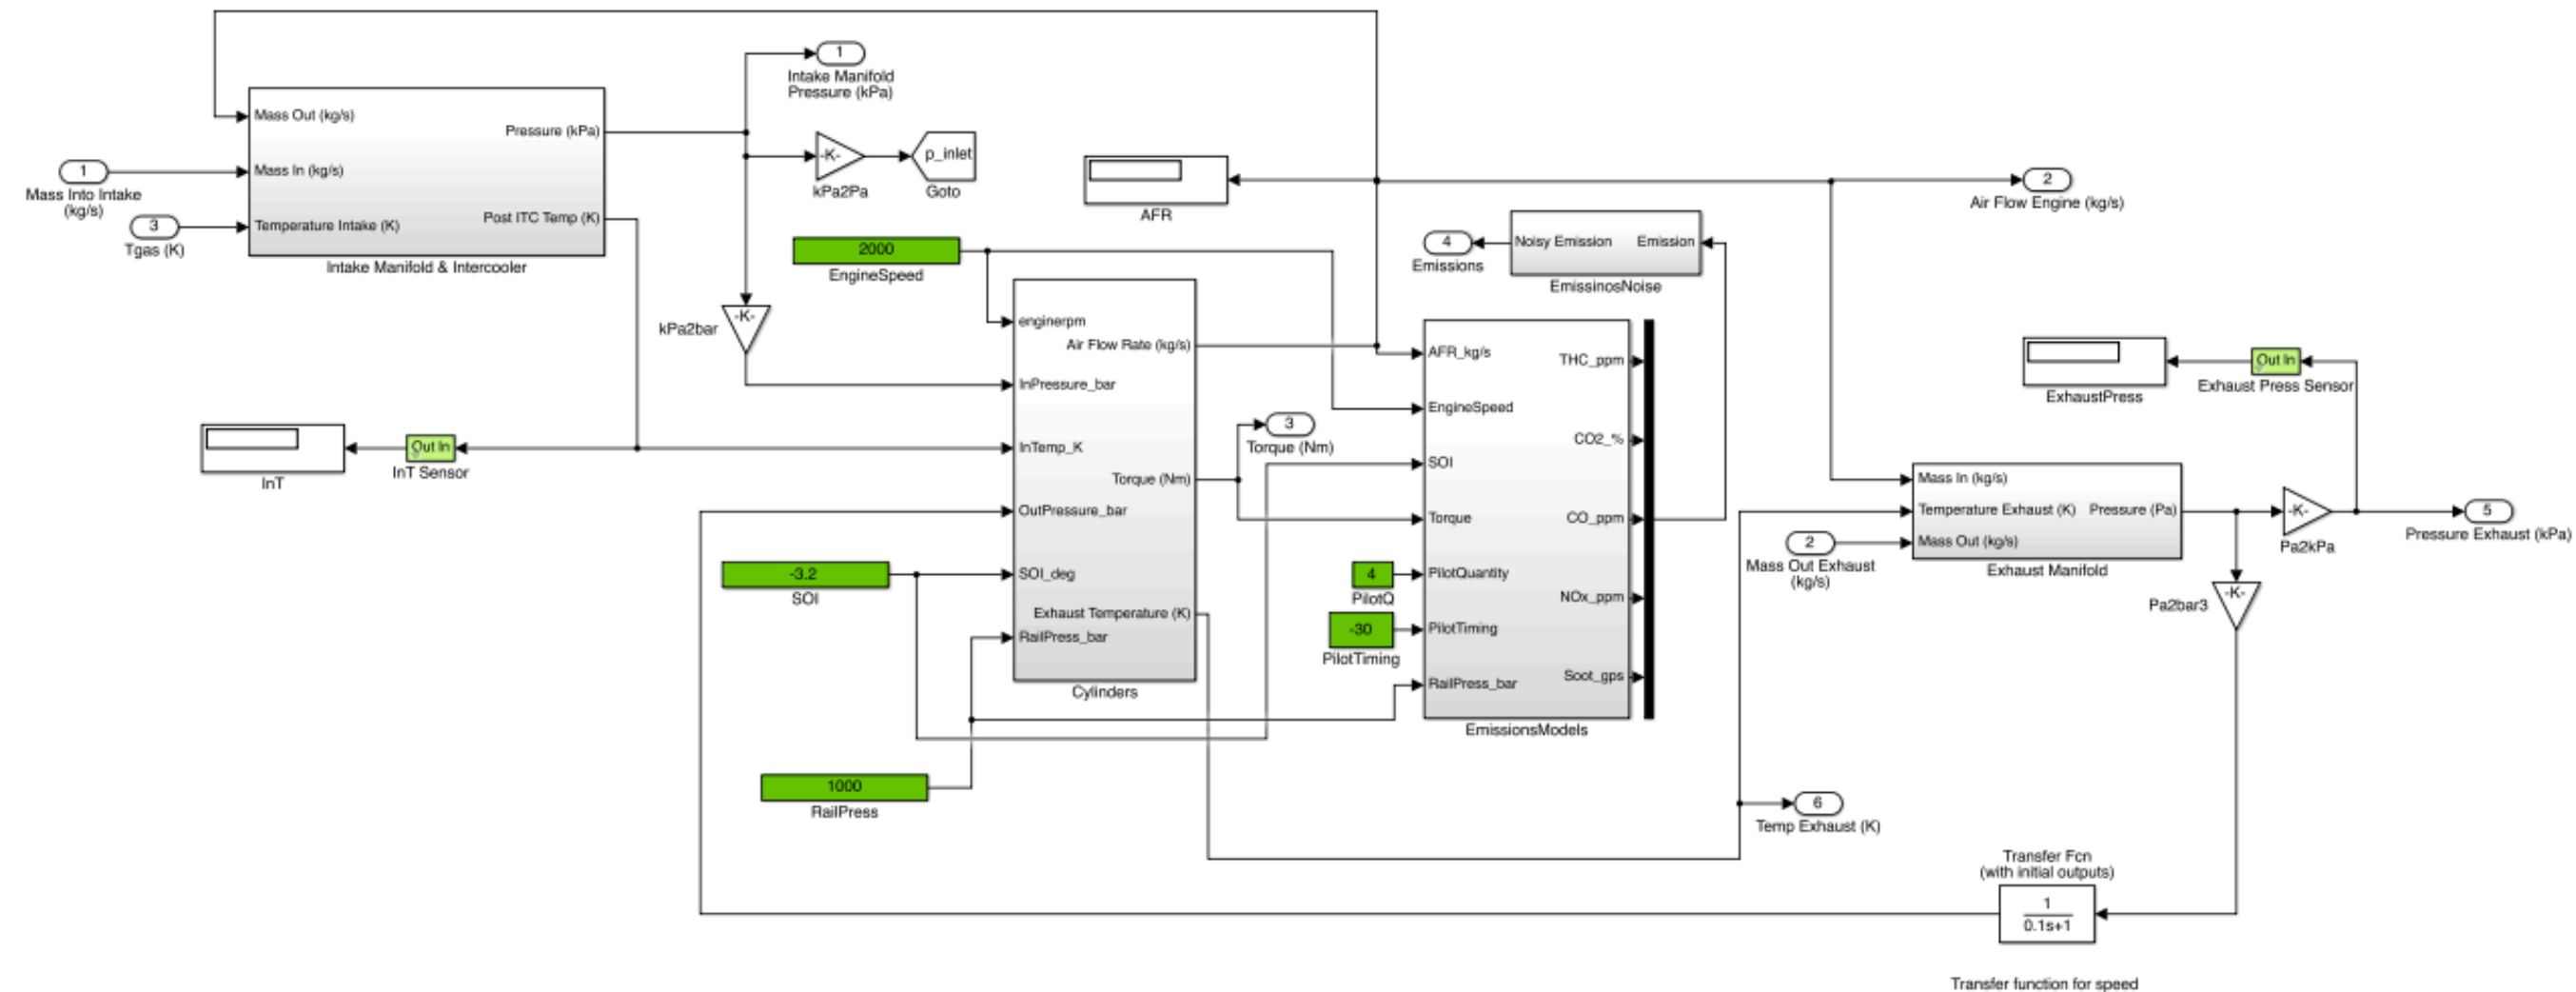 1
Intake Manifold
Pressure (kPa)
Mass Out (kg/s)
Pressure (kPa)
Mass In (kg/s)
Post ITC Temp (K)
Temperature Intake (K)
Intake Manifold & Intercooler
1
Mass Into Intake
(kg/s)
3
Tgas (K)
-K-
kPa2Pa
p_inlet
Goto
AFR
2
Air Flow Engine (kg/s)
2000
EngineSpeed
4
Emissions
Noisy Emission
Emission
EmissinosNoise
-K-
kPa2bar
enginerpm
Air Flow Rate (kg/s)
InPressure_bar
InTemp_K
Torque (Nm)
OutPressure_bar
SOI_deg
Exhaust Temperature (K)
RailPress_bar
Cylinders
InT
Out In
InT Sensor
3
Torque (Nm)
-3.2
SOI
1000
RailPress
AFR_kg/s
THC_ppm
EngineSpeed
CO2_%
SOI
Torque
CO_ppm
PilotQuantity
NOx_ppm
PilotTiming
Soot_gps
RailPress_bar
EmissionsModels
4
PilotQ
-30
PilotTiming
ExhaustPress
Out In
Exhaust Press Sensor
Mass In (kg/s)
Temperature Exhaust (K)
Pressure (Pa)
Mass Out (kg/s)
Exhaust Manifold
2
Mass Out Exhaust
(kg/s)
-K-
Pa2kPa
5
Pressure Exhaust (kPa)
-K-
Pa2bar3
6
Temp Exhaust (K)
Transfer Fcn
(with initial outputs)
1
0.1s+1
Transfer function for speed